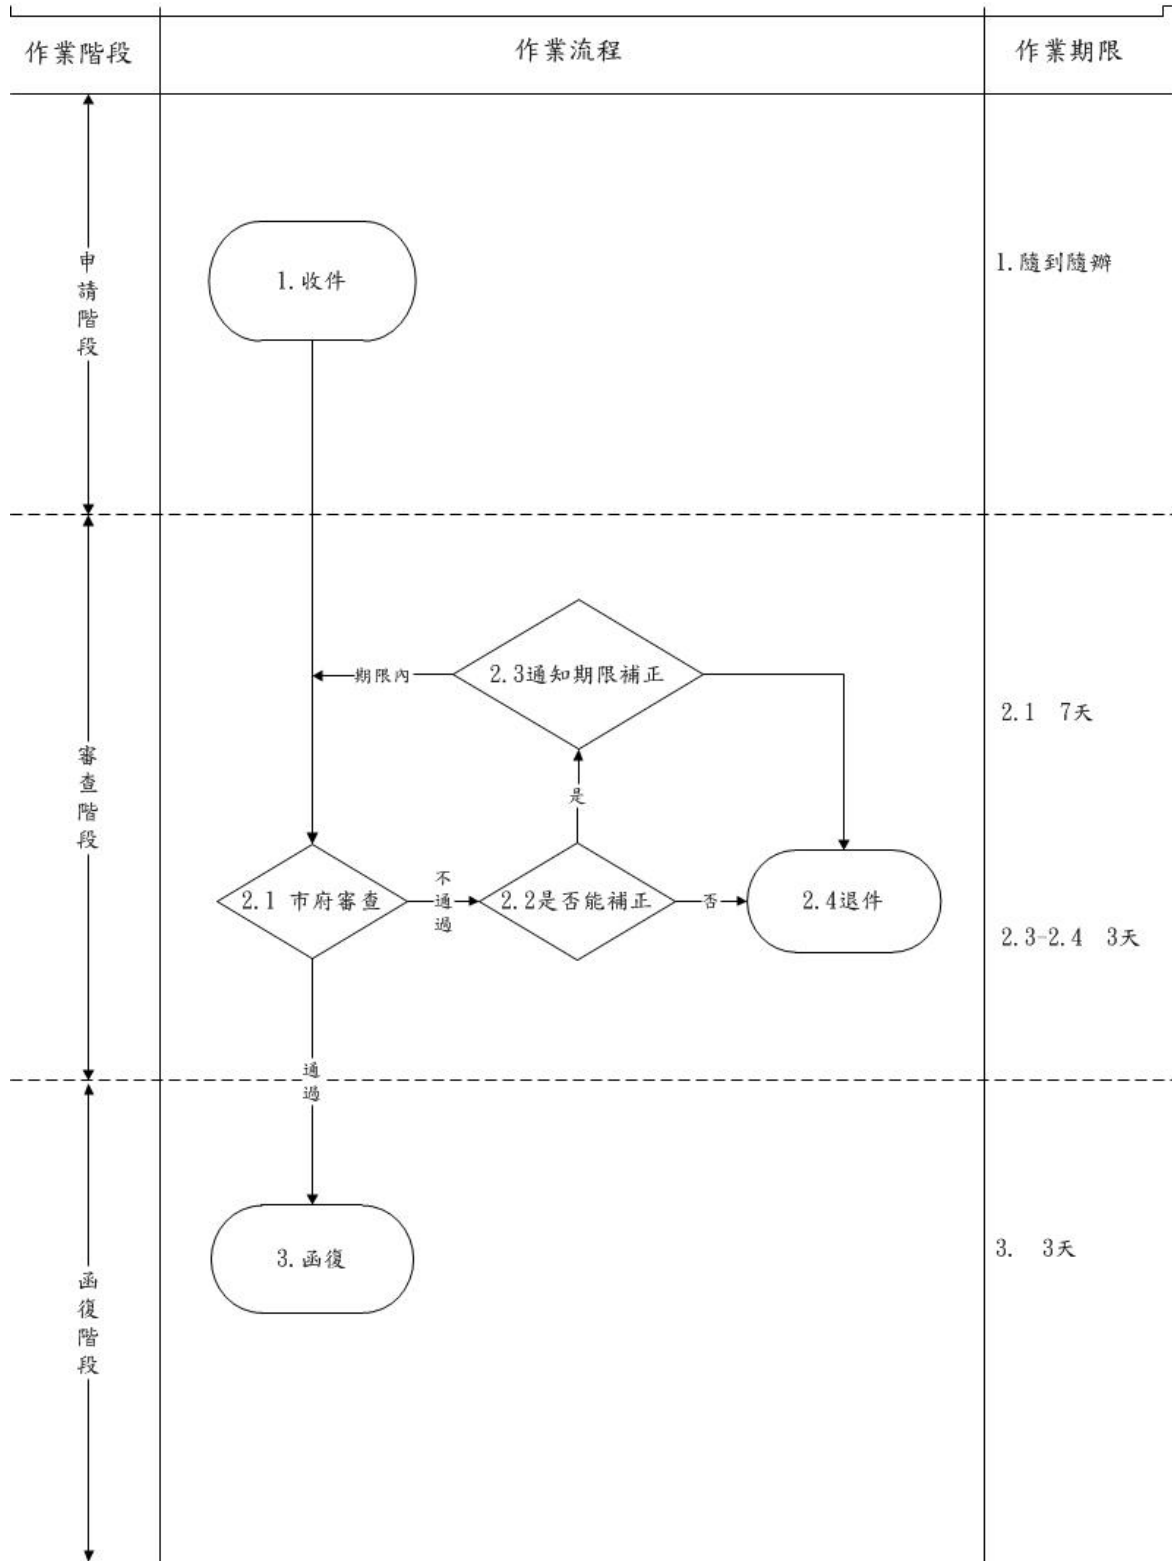 作業階段
作業流程
作業期限
申請階段
1.收件
1.隨到隨辦
審查階段
2.3通知期限補正
期限內
2.1 7天
是
2.1 市府審查
不通過
2.2是否能補正
否
2.4退件
2.3-2.4 3天
通過
函復階段
3.函復
3. 3天